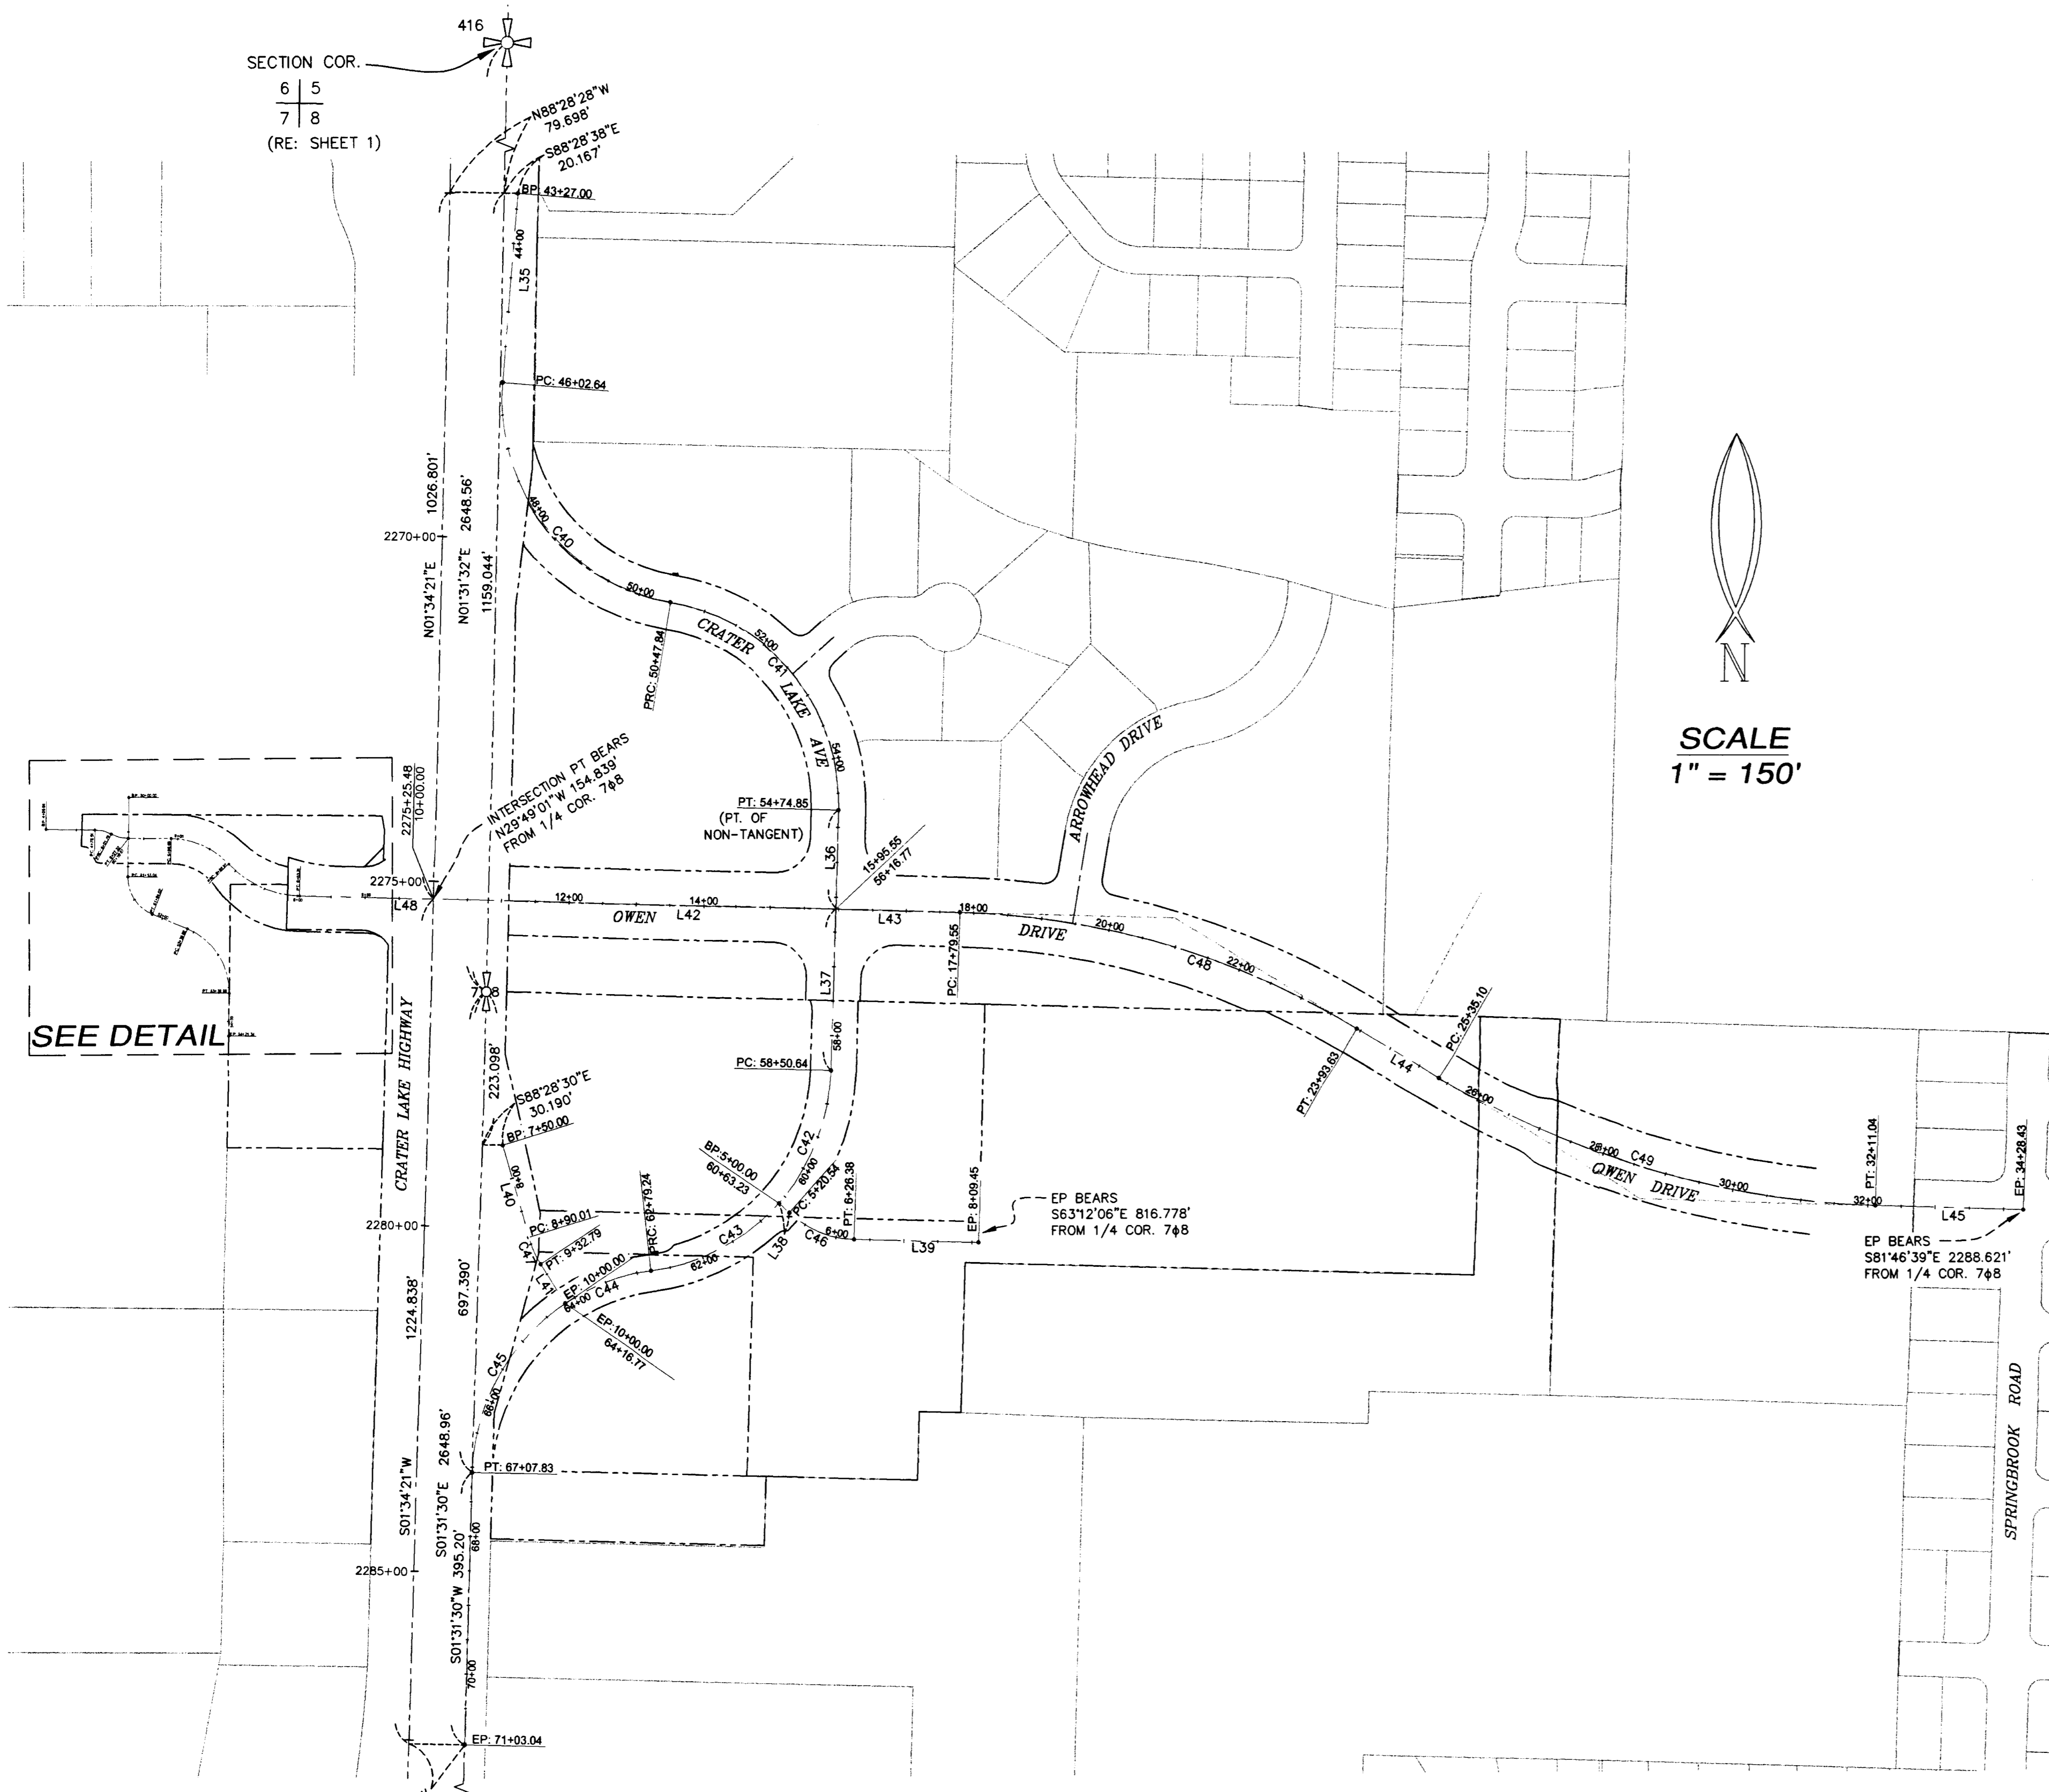 416
SECTION COR.
6 5
7 8
(RE: SHEET 1)
N88°28'28"W
79.698'
S88°28'38"E
20.167'
BP: 43+27.00
44+00
L35
PC: 46+02.64
N01°34'21"E 1026.801'
N01°31'32"E 2648.56'
1159.044'
2270+00
48+00
C40
50+00
PRC: 50+47.84
CRATER LAKE AVE
52+00
C41
54+00
PT: 54+74.85
(PT. OF
NON-TANGENT)
INTERSECTION PT BEARS
N29°49'01"W 154.839'
FROM 1/4 COR. 7ϕ8
2275+25.48
10+00.00
2275+00
L48
12+00
14+00
OWEN
L42
L36
15+95.55
56+16.77
L43
18+00
DRIVE
PC: 17+79.55
ARROWHEAD DRIVE
20+00
C48
22+00
PT: 23+93.63
L44
PC: 25+35.10
26+00
28+00
C49
OWEN DRIVE
30+00
32+00
PT: 32+11.04
L45
EP: 34+28.43
EP BEARS
S81°46'39"E 2288.621'
FROM 1/4 COR. 7ϕ8
SPRINGBROOK ROAD
N
SCALE
1" = 150'
SEE DETAIL
CRATER LAKE HIGHWAY
7 8
L37
58+00
PC: 58+50.64
223.098'
S88°28'30"E
30.190'
BP: 7+50.00
8+00
L40
PC: 8+90.01
C47
PT: 9+32.79
L41
EP: 10+00.00
BP:5+00.00
60+63.23
C42
60+00
PC: 5+20.54
PT: 6+26.38
6+00
C46
L38
L39
EP: 8+09.45
EP BEARS
S63°12'06"E 816.778'
FROM 1/4 COR. 7ϕ8
PRC: 62+79.24
C43
62+00
C44
64+00
EP:10+00.00
64+16.77
C45
66+00
2280+00
1224.838'
697.390'
PT: 67+07.83
S01°34'21"W
S01°31'30"E 2648.96'
S01°31'30"W 395.20'
68+00
2285+00
70+00
EP: 71+03.04